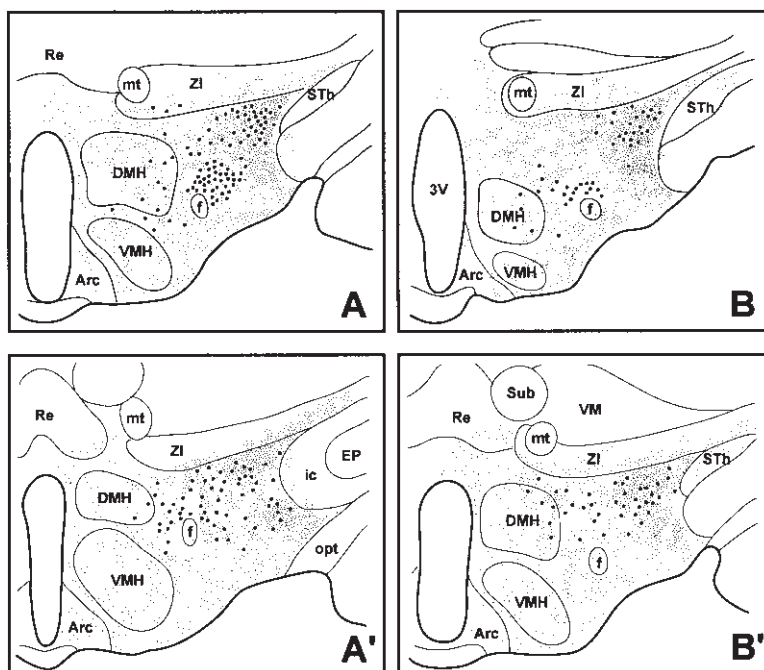 Re
mt
ZI
STh
DMH
f
VMH
Arc
A
mt
ZI
STh
3V
DMH
f
VMH
Arc
B
Re
mt
ZI
EP
ic
DMH
f
opt
VMH
Arc
A'
Sub
Re
VM
mt
ZI
STh
DMH
f
VMH
Arc
B'